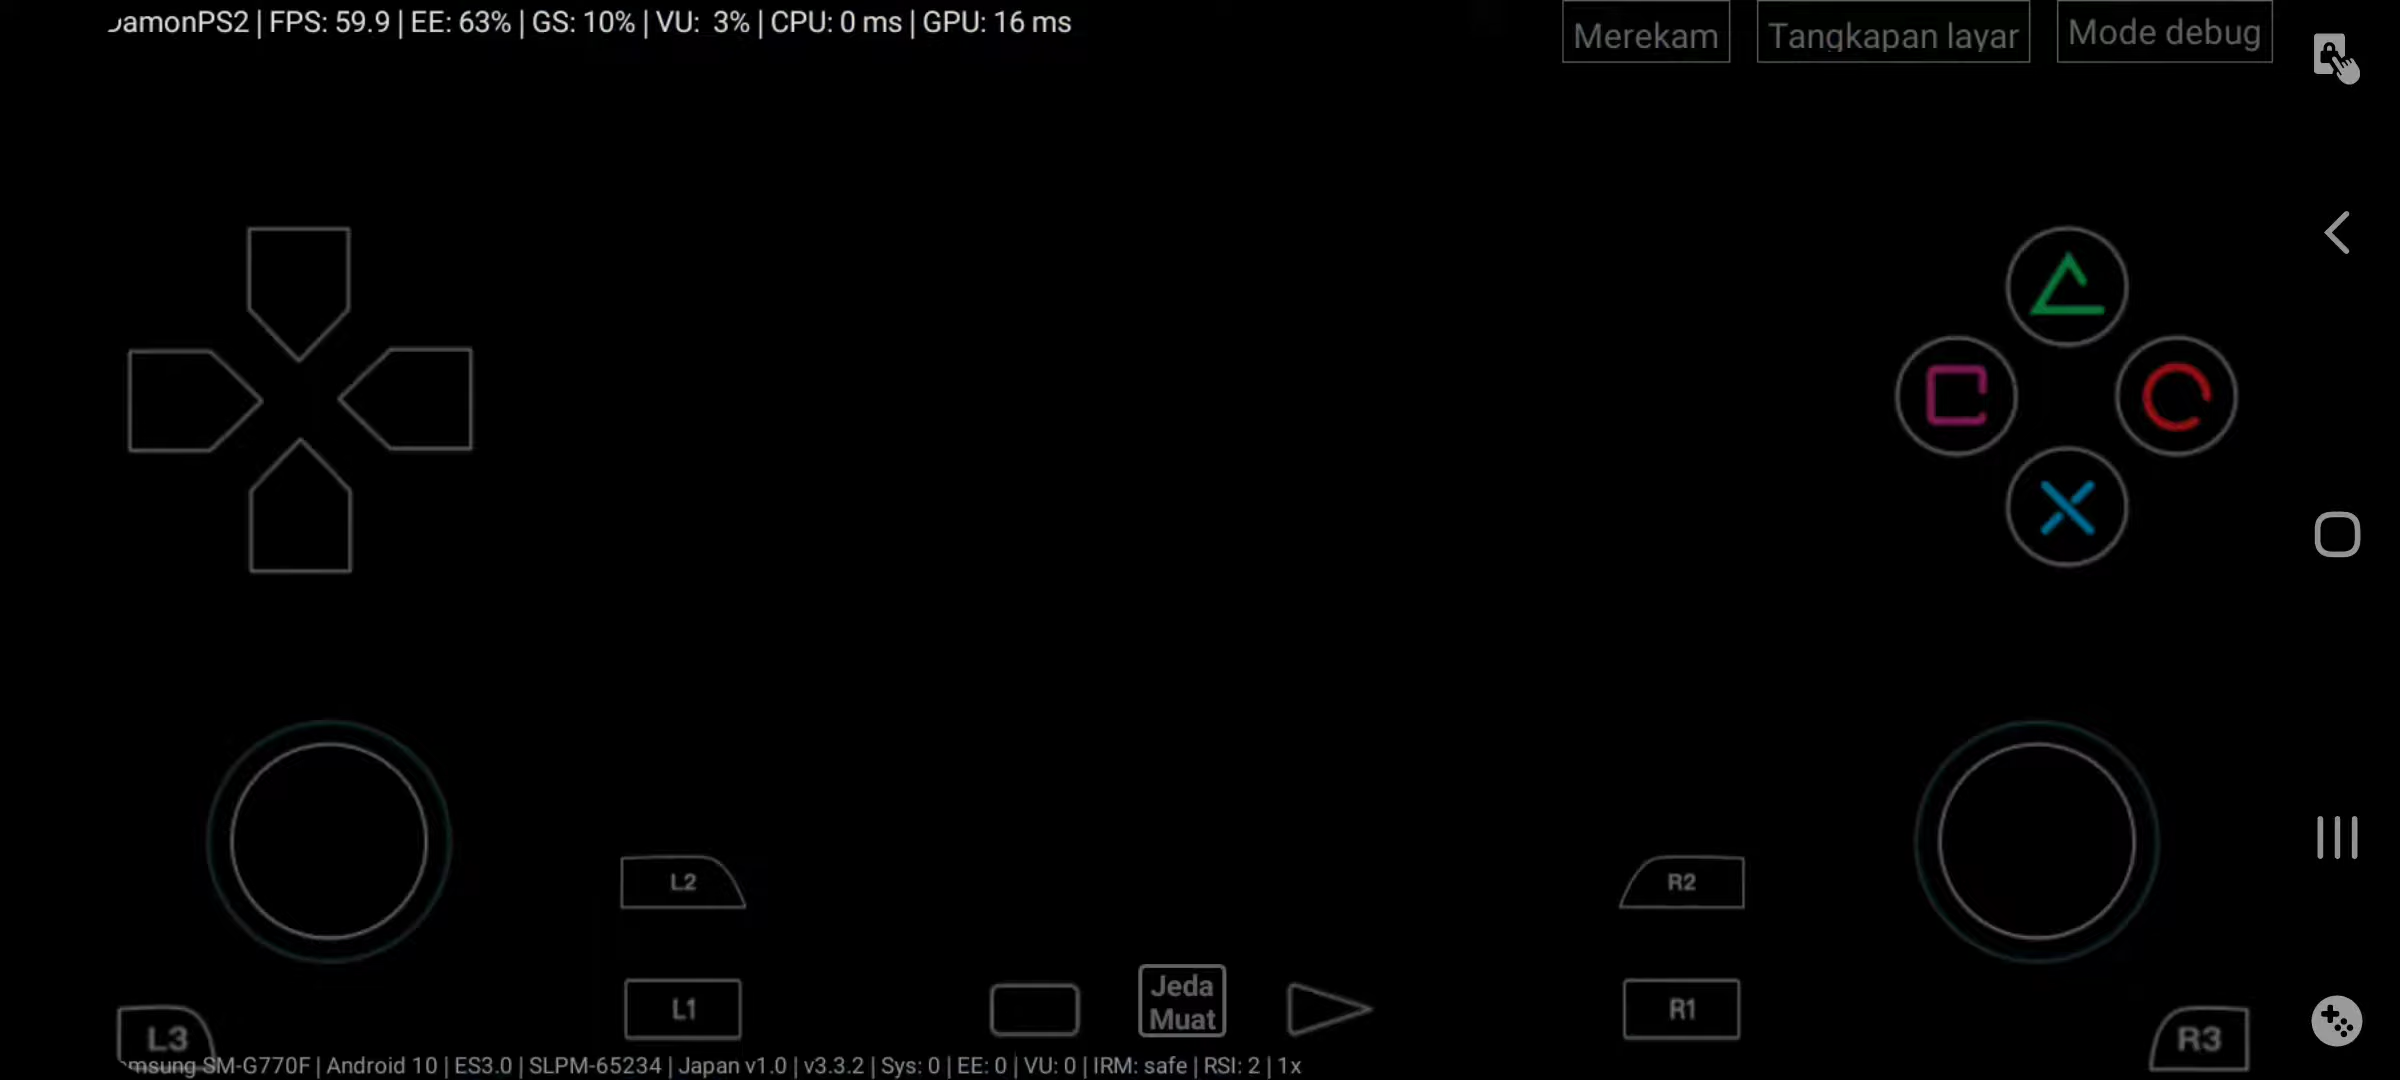 amonPS2 | FPS: 59.9 | EE: 63% | GS: 10% | VU: 3% | CPU: 0 ms | GPU: 16 ms
Merekam
Tangkapan layar
Mode debug
L2
R2
L1
Jeda
Muat
R1
L3
R3
msung SM-G770F | Android 10 | ES3.0 | SLPM-65234 | Japan v1.0 | v3.3.2 | Sys: 0 | EE: 0 | VU: 0 | IRM: safe | RSI: 2 | 1x